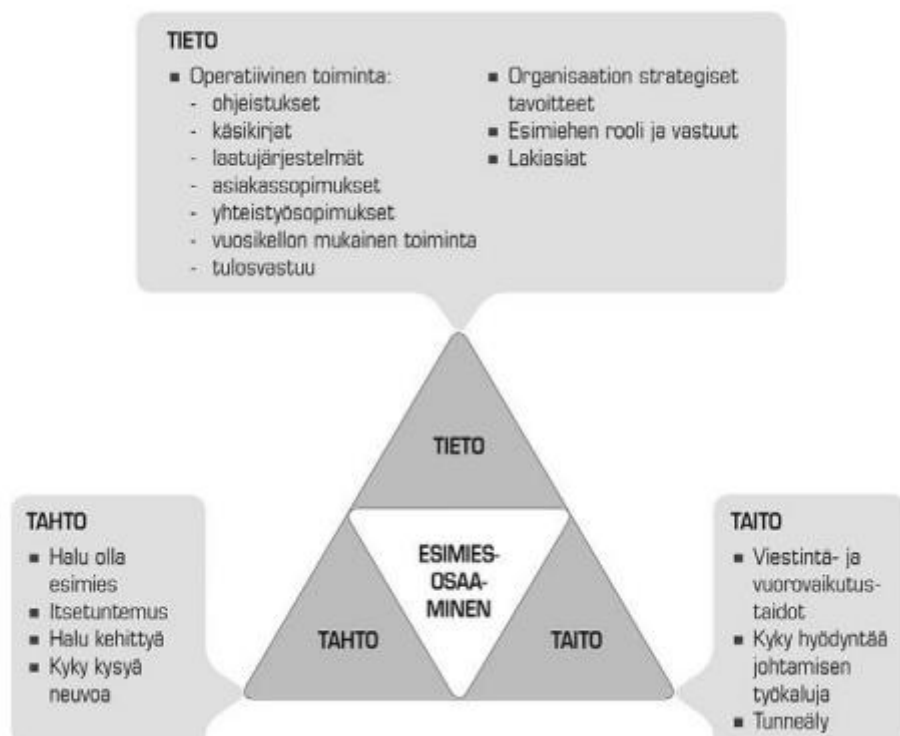 TIETO
■ Operatiivinen toiminta:
- ohjeistukset
- käsikirjat
- laatujärjestelmät
- asiakassopimukset
- yhteistyösopimukset
- vuosikellon mukainen toiminta
- tulosvastuu
■ Organisaation strategiset
tavoitteet
■ Esimiehen rooli ja vastuut
■ Lakiasiat
TIETO
TAHTO
■ Halu olla
esimies
■ Itsetuntemus
■ Halu kehittyä
■ Kyky kysyä
neuvoa
TAHTO
ESIMIES-
OSAA-
MINEN
TAITO
TAITO
■ Viestintä- ja
vuorovaikutus-
taidot
■ Kyky hyödyntää
johtamisen
työkaluja
■ Tunneäly